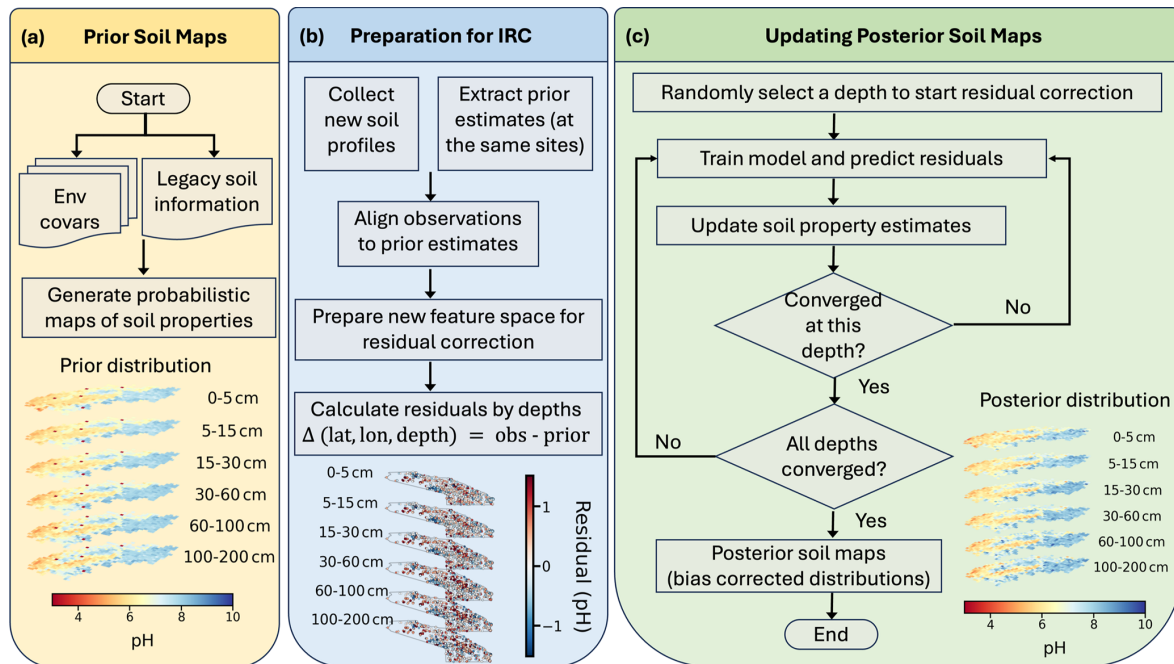 (a) Prior Soil Maps
Start
Env
covars
Legacy soil
information
Generate probabilistic
maps of soil properties
Prior distribution
0-5 cm
5-15 cm
15-30 cm
30-60 cm
60-100 cm
100-200 cm
4 6 8 10
pH
(b) Preparation for IRC
Collect
new soil
profiles
Extract prior
estimates (at
the same sites)
Align observations
to prior estimates
Prepare new feature space for
residual correction
Calculate residuals by depths
Δ (lat, lon, depth) = obs - prior
0-5 cm
5-15 cm
15-30 cm
30-60 cm
60-100 cm
100-200 cm
1
0
−1
Residual (pH)
(c) Updating Posterior Soil Maps
Randomly select a depth to start residual correction
Train model and predict residuals
Update soil property estimates
Converged
at this
depth?
No
Yes
All depths
converged?
No
Yes
Posterior soil maps
(bias corrected distributions)
End
Posterior distribution
0-5 cm
5-15 cm
15-30 cm
30-60 cm
60-100 cm
100-200 cm
4 6 8 10
pH